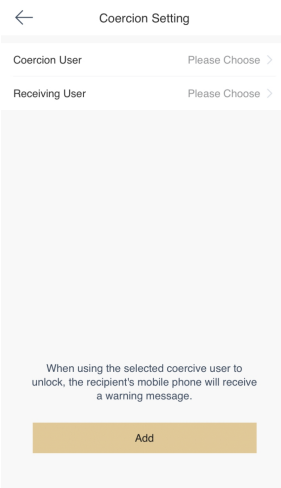 Coercion Setting
Coercion User Please Choose
Receiving User Please Choose
When using the selected coercive user to
unlock, the recipient's mobile phone will receive
a warning message.
Add